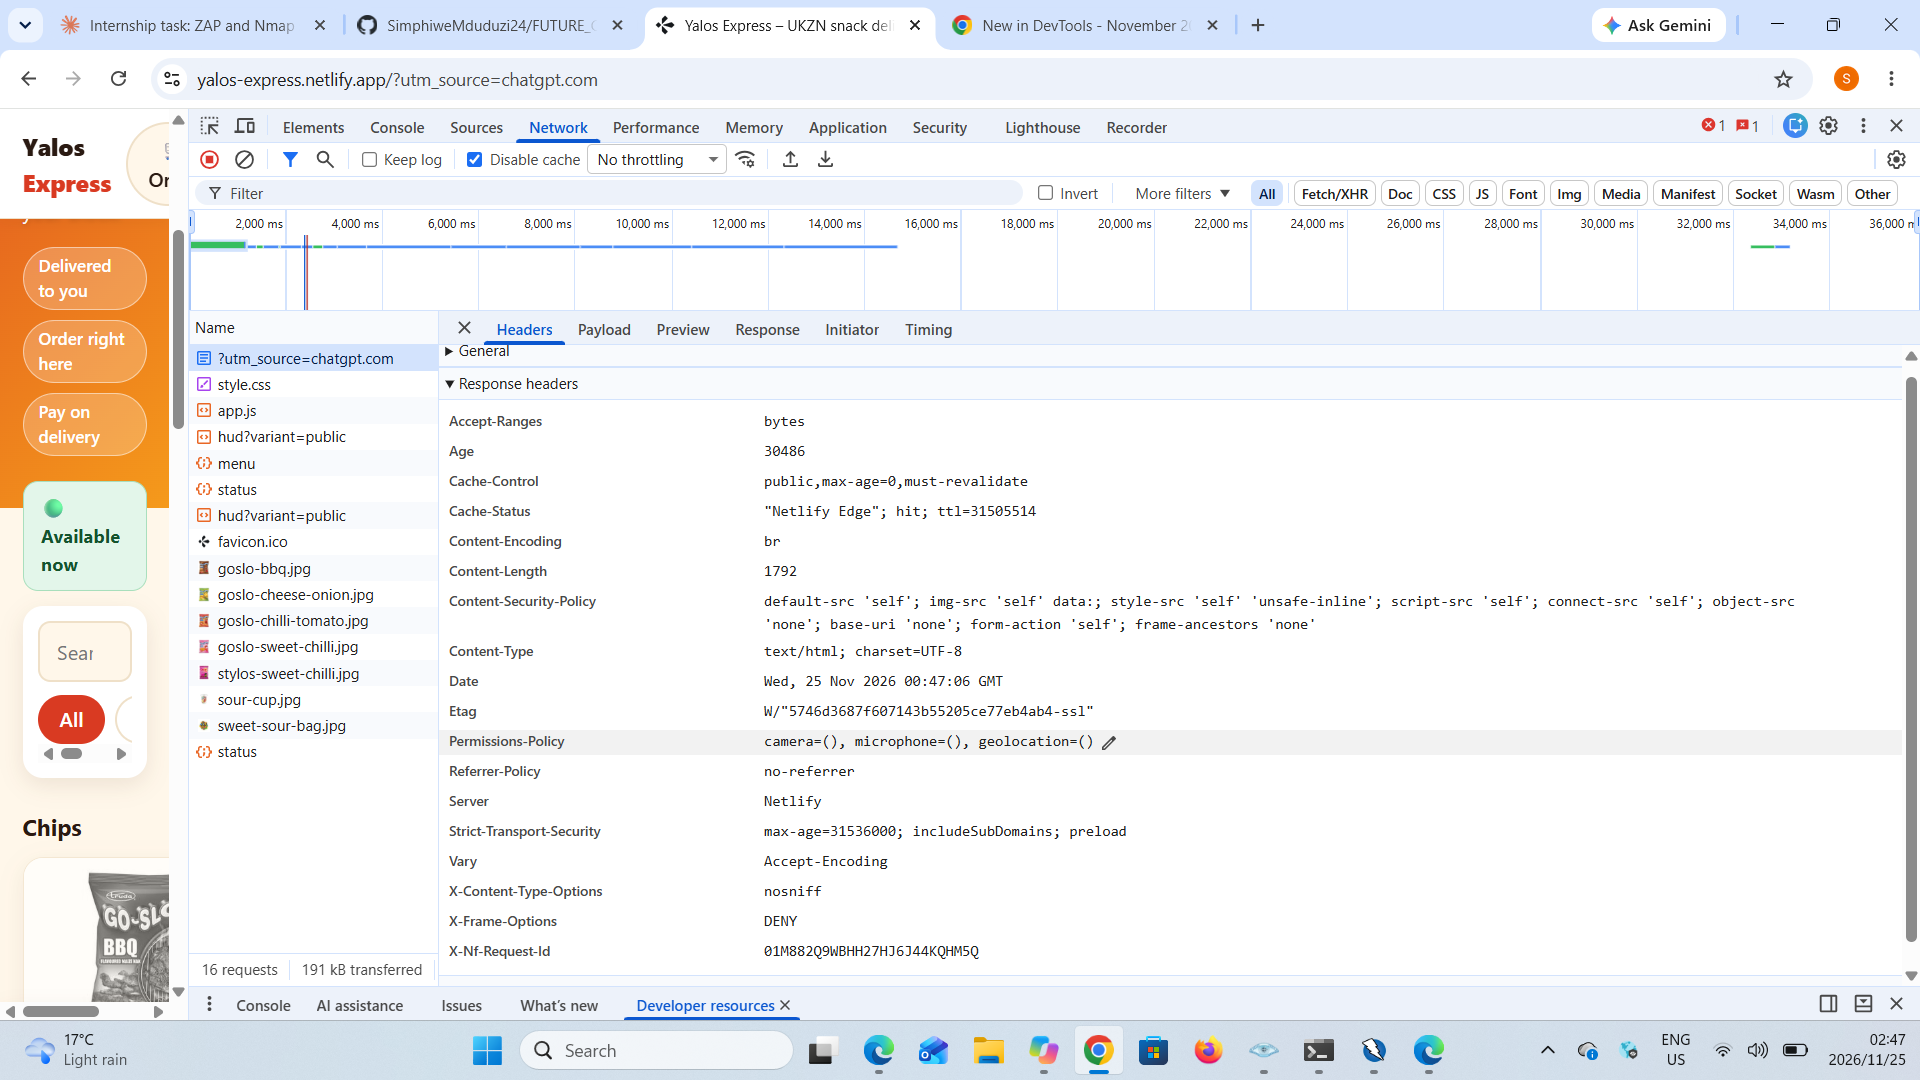 Internship task: ZAP and Nmap
SimphiweMduduzi24/FUTURE_
Yalos Express – UKZN snack del
New in DevTools - November 2
Ask Gemini
yalos-express.netlify.app/?utm_source=chatgpt.com
S
Elements Console Sources Network Performance Memory Application Security Lighthouse Recorder
1 1
Keep log Disable cache No throttling
Filter Invert More filters All Fetch/XHR Doc CSS JS Font Img Media Manifest Socket Wasm Other
2,000 ms 4,000 ms 6,000 ms 8,000 ms 10,000 ms 12,000 ms 14,000 ms 16,000 ms 18,000 ms 20,000 ms 22,000 ms 24,000 ms 26,000 ms 28,000 ms 30,000 ms 32,000 ms 34,000 ms 36,000 m
Yalos
Express
Or
Delivered
to you
Order right
here
Pay on
delivery
Available
now
Sear
All
Chips
GO-SLO
BBQ
Name
?utm_source=chatgpt.com
style.css
app.js
hud?variant=public
menu
status
hud?variant=public
favicon.ico
goslo-bbq.jpg
goslo-cheese-onion.jpg
goslo-chilli-tomato.jpg
goslo-sweet-chilli.jpg
stylos-sweet-chilli.jpg
sour-cup.jpg
sweet-sour-bag.jpg
status
16 requests 191 kB transferred
Headers Payload Preview Response Initiator Timing
General
Response headers
Accept-Ranges bytes
Age 30486
Cache-Control public,max-age=0,must-revalidate
Cache-Status "Netlify Edge"; hit; ttl=31505514
Content-Encoding br
Content-Length 1792
Content-Security-Policy default-src 'self'; img-src 'self' data:; style-src 'self' 'unsafe-inline'; script-src 'self'; connect-src 'self'; object-src
'none'; base-uri 'none'; form-action 'self'; frame-ancestors 'none'
Content-Type text/html; charset=UTF-8
Date Wed, 25 Nov 2026 00:47:06 GMT
Etag W/"5746d3687f607143b55205ce77eb4ab4-ssl"
Permissions-Policy camera=(), microphone=(), geolocation=()
Referrer-Policy no-referrer
Server Netlify
Strict-Transport-Security max-age=31536000; includeSubDomains; preload
Vary Accept-Encoding
X-Content-Type-Options nosniff
X-Frame-Options DENY
X-Nf-Request-Id 01M882Q9WBHH27HJ6J44KQHM5Q
Console AI assistance Issues What's new Developer resources
17°C
Light rain
Search
ENG
US
02:47
2026/11/25